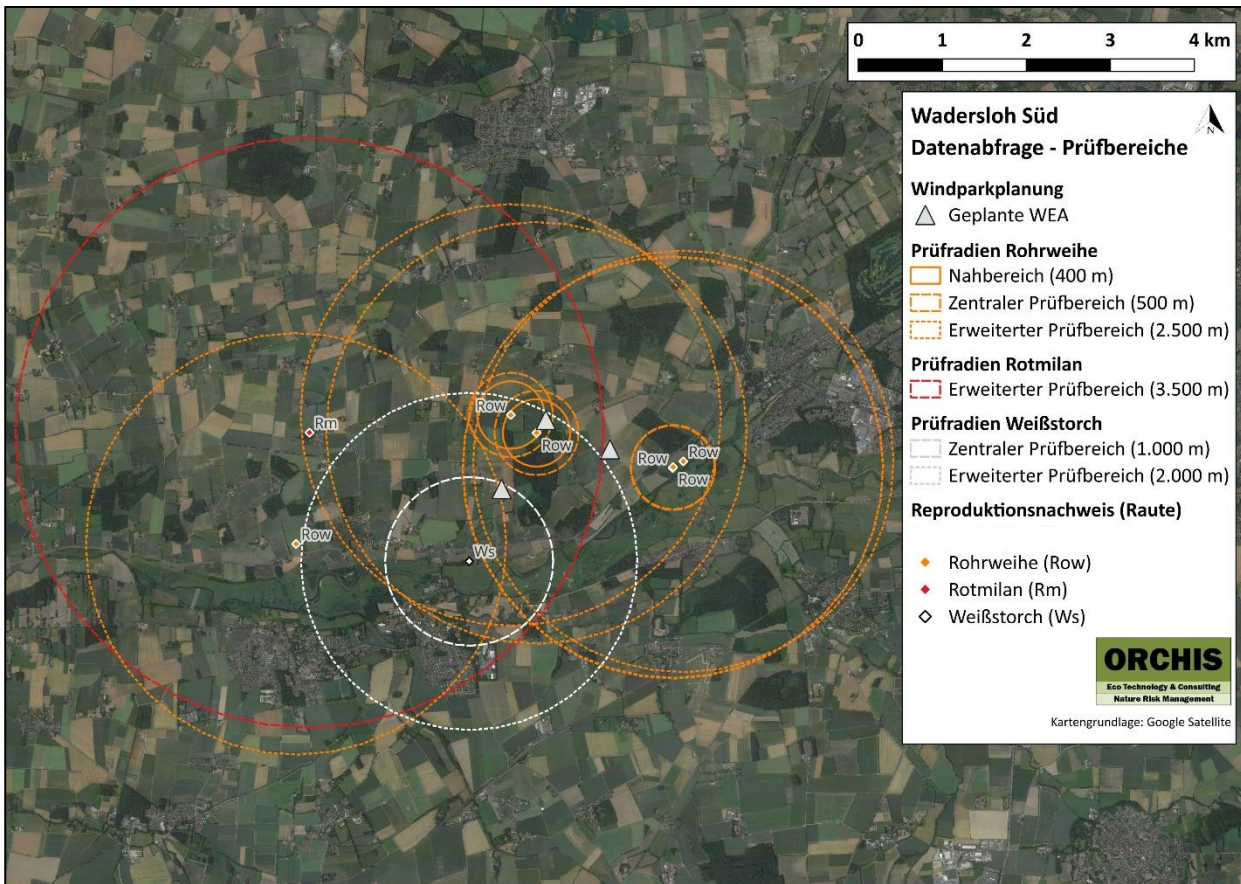 0 1 2 3 4 km
Wadersloh Süd
N
Datenabfrage - Prüfbereiche
Windparkplanung
Geplante WEA
Prüfradien Rohrweihe
Nahbereich (400 m)
Zentraler Prüfbereich (500 m)
Erweiterter Prüfbereich (2.500 m)
Prüfradien Rotmilan
Erweiterter Prüfbereich (3.500 m)
Prüfradien Weißstorch
Zentraler Prüfbereich (1.000 m)
Erweiterter Prüfbereich (2.000 m)
Reproduktionsnachweis (Raute)
Rohrweihe (Row)
Rotmilan (Rm)
Weißstorch (Ws)
ORCHIS
Eco Technology & Consulting
Nature Risk Management
Kartengrundlage: Google Satellite
Row
Rm
Row
Row
Row
Row
Row
Ws